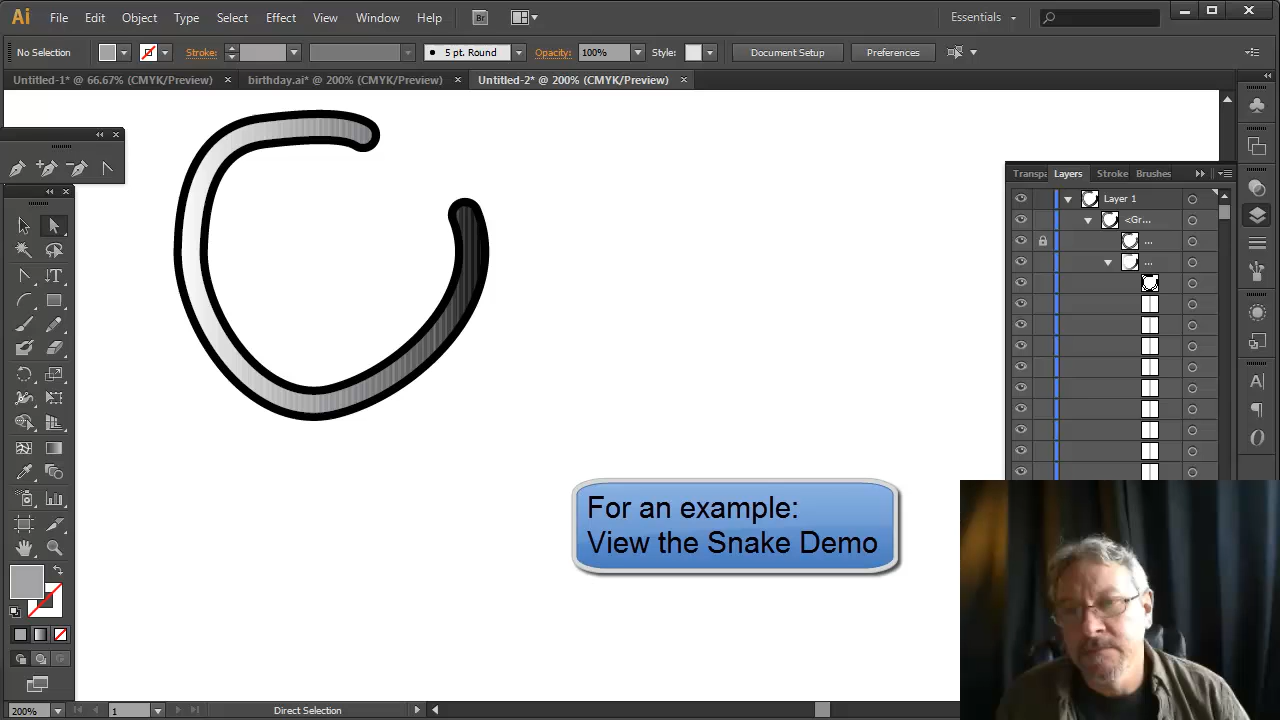 Ai File Edit Object Type Select Effect View Window Help Br Essentials
No Selection Stroke: 5 pt. Round Opacity: 100% Style: Document Setup Preferences
Untitled-1* @ 66.67% (CMYK/Preview) × birthday.ai* @ 200% (CMYK/Preview) × Untitled-2* @ 200% (CMYK/Preview) ×
Transpa Layers Stroke Brushes
Layer 1
<Gr...
...
...
For an example:
View the Snake Demo
200% 1 Direct Selection